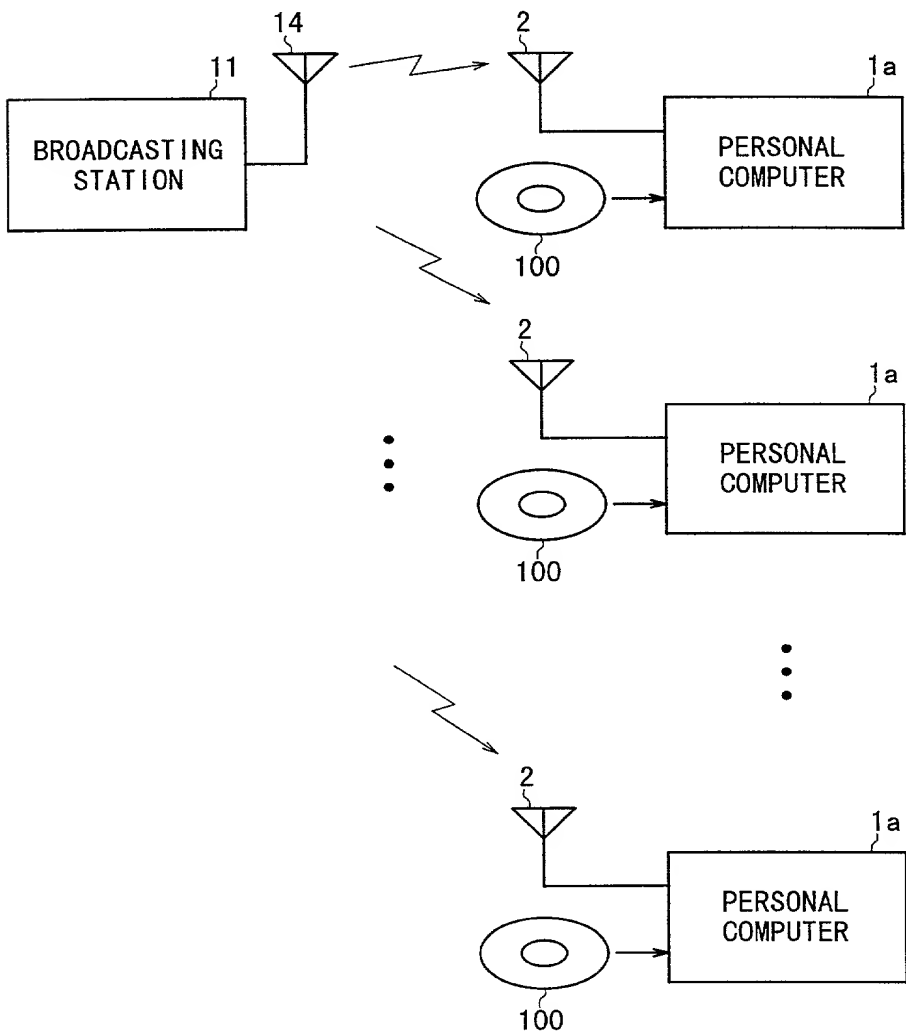 14
2
1a
11
BROADCASTING
STATION
PERSONAL
COMPUTER
100
2
1a
PERSONAL
COMPUTER
100
2
1a
PERSONAL
COMPUTER
100